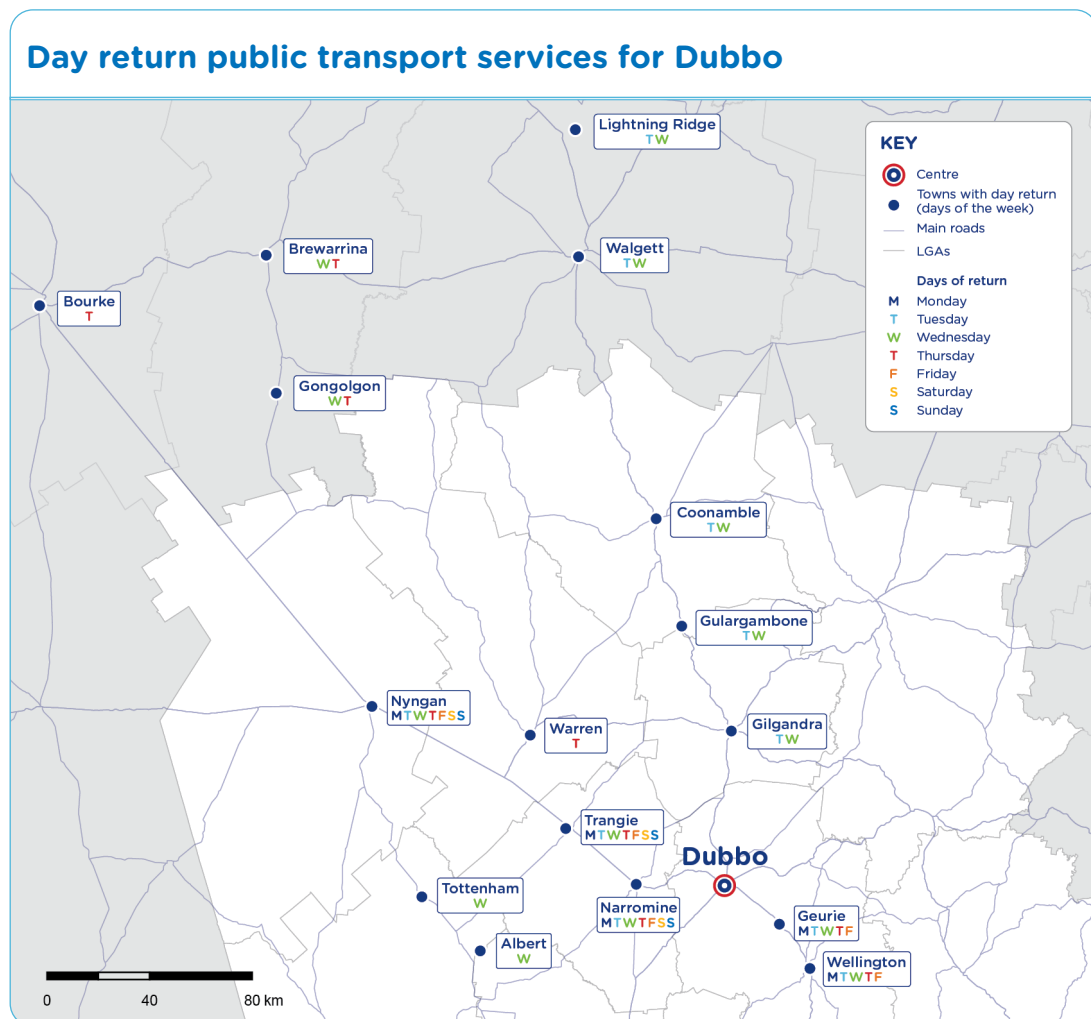 Day return public transport services for Dubbo
Lightning Ridge
TW
KEY
Centre
Towns with day return
(days of the week)
Main roads
LGAs
Days of return
M Monday
T Tuesday
W Wednesday
T Thursday
F Friday
S Saturday
S Sunday
Brewarrina
WT
Walgett
TW
Bourke
T
Gongolgon
WT
Coonamble
TW
Gulargambone
TW
Nyngan
MTWTFSS
Warren
T
Gilgandra
TW
Trangie
MTWTFSS
Dubbo
Tottenham
W
Narromine
MTWTFSS
Geurie
MTWTF
Albert
W
Wellington
MTWTF
0 40 80 km